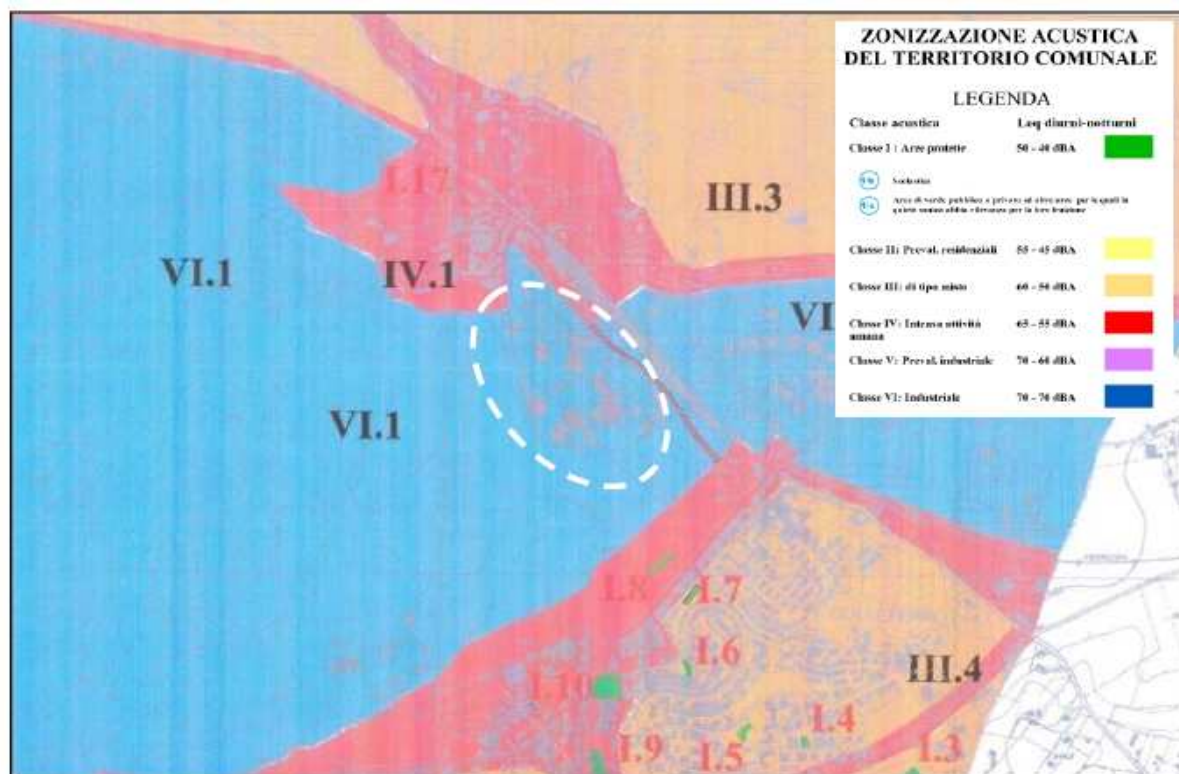 ZONIZZAZIONE ACUSTICA
DEL TERRITORIO COMUNALE
LEGENDA
Classe acustica Leq diurni-notturni
Classe I : Aree protette 50 - 40 dBA
Classe II: Preval. residenziali 55 - 45 dBA
Classe III: di tipo misto 60 - 50 dBA
Classe IV: Intensa attività
umana
65 - 55 dBA
Classe V: Preval. industriale 70 - 60 dBA
Classe VI: Industriale 70 - 70 dBA
I.17
III.3
VI.1
IV.1
VI
VI.1
I.8
I.7
I.6
III.4
I.10
I.4
I.9
I.5
I.3